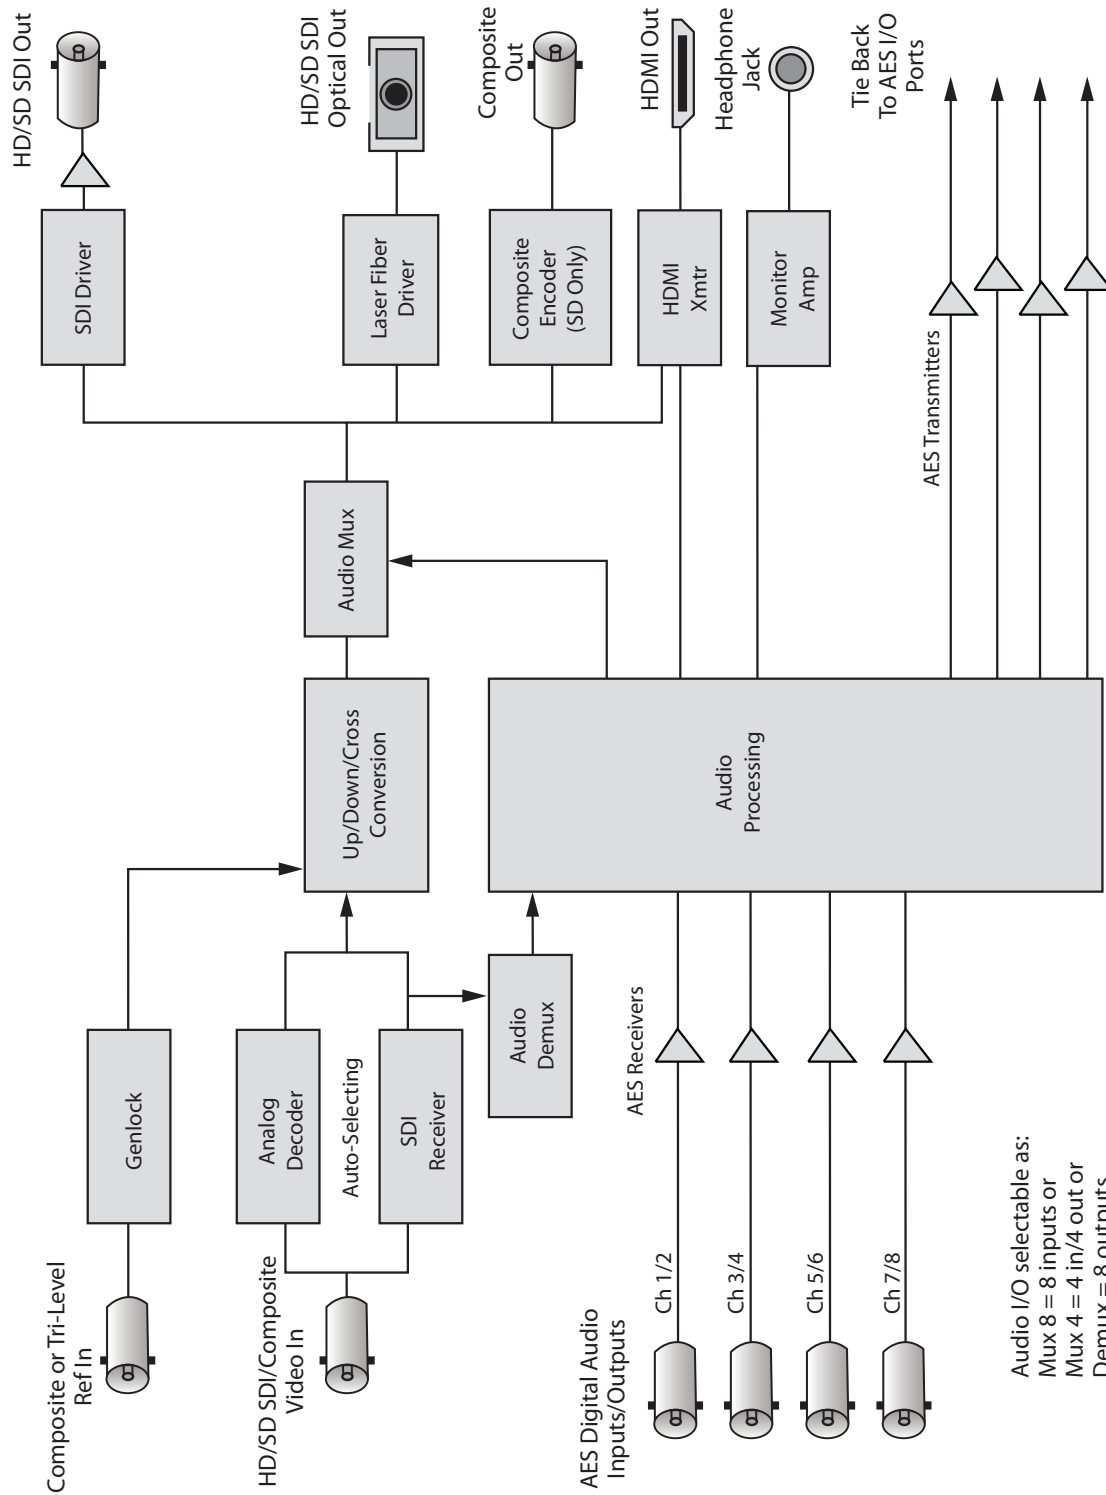 Composite or Tri-Level
Ref In
Genlock
HD/SD SDI/Composite
Video In
Analog
Decoder
Auto-Selecting
SDI
Receiver
Audio
Demux
Up/Down/Cross
Conversion
Audio Mux
SDI Driver
HD/SD SDI Out
Laser Fiber
Driver
HD/SD SDI
Optical Out
Composite
Encoder
(SD Only)
Composite
Out
HDMI
Xmtr
HDMI Out
Monitor
Amp
Headphone
Jack
AES Digital Audio
Inputs/Outputs
Ch 1/2
Ch 3/4
Ch 5/6
Ch 7/8
AES Receivers
Audio
Processing
AES Transmitters
Tie Back
To AES I/O
Ports
Audio I/O selectable as:
Mux 8 = 8 inputs or
Mux 4 = 4 in/4 out or
Demux = 8 outputs